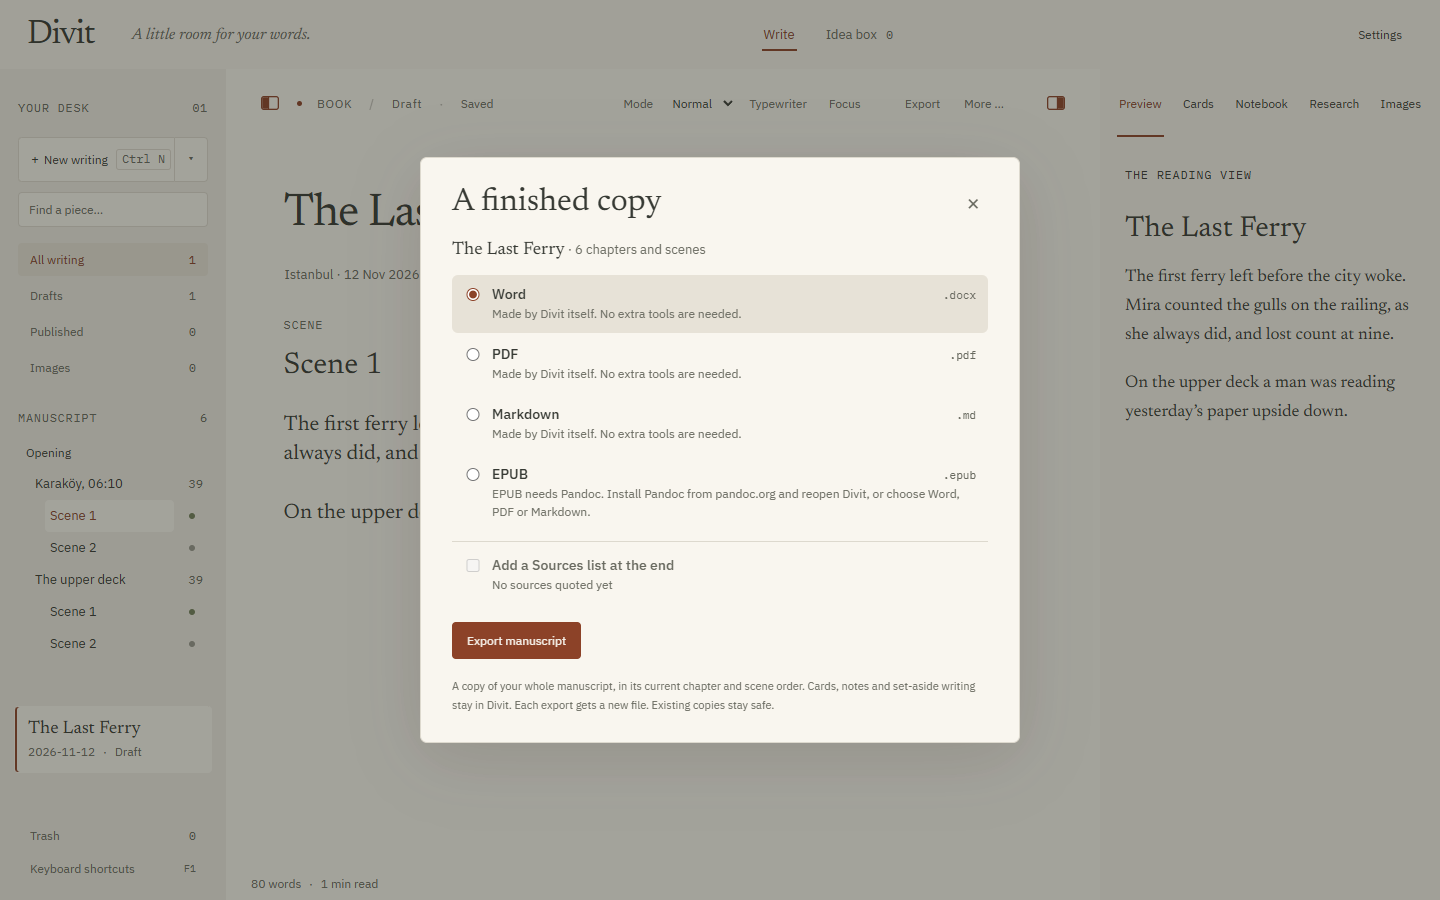 Divit
A little room for your words.
Write
Idea box 0
Settings
YOUR DESK 01
+ New writing Ctrl N
Find a piece...
All writing 1
Drafts 1
Published 0
Images 0
MANUSCRIPT 6
Opening
Karaköy, 06:10 39
Scene 1
Scene 2
The upper deck 39
Scene 1
Scene 2
The Last Ferry
2026-11-12 · Draft
Trash 0
Keyboard shortcuts F1
BOOK / Draft · Saved
Mode Normal Typewriter Focus Export More ...
The
Istanbul · 12 Nov 2026
SCENE
Scene 1
The first ferry
always did, and
On the upper
80 words · 1 min read
A finished copy
×
The Last Ferry · 6 chapters and scenes
Word .docx
Made by Divit itself. No extra tools are needed.
PDF .pdf
Made by Divit itself. No extra tools are needed.
Markdown .md
Made by Divit itself. No extra tools are needed.
EPUB .epub
EPUB needs Pandoc. Install Pandoc from pandoc.org and reopen Divit, or choose Word,
PDF or Markdown.
Add a Sources list at the end
No sources quoted yet
Export manuscript
A copy of your whole manuscript, in its current chapter and scene order. Cards, notes and set-aside writing
stay in Divit. Each export gets a new file. Existing copies stay safe.
Preview Cards Notebook Research Images
THE READING VIEW
The Last Ferry
The first ferry left before the city woke.
Mira counted the gulls on the railing, as
she always did, and lost count at nine.
On the upper deck a man was reading
yesterday’s paper upside down.